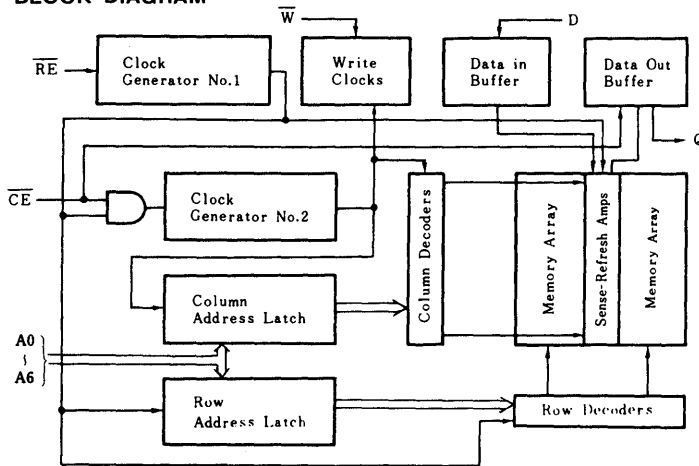 BLOCK DIAGRAM
W
D
RE
Clock
Generator No.1
Write
Clocks
Data in
Buffer
Data Out
Buffer
Q
CE
Clock
Generator No.2
Column Decoders
Memory Array
Sense-Refresh Amps
Memory Array
Column
Address Latch
A0
~
A6
Row
Address Latch
Row Decoders